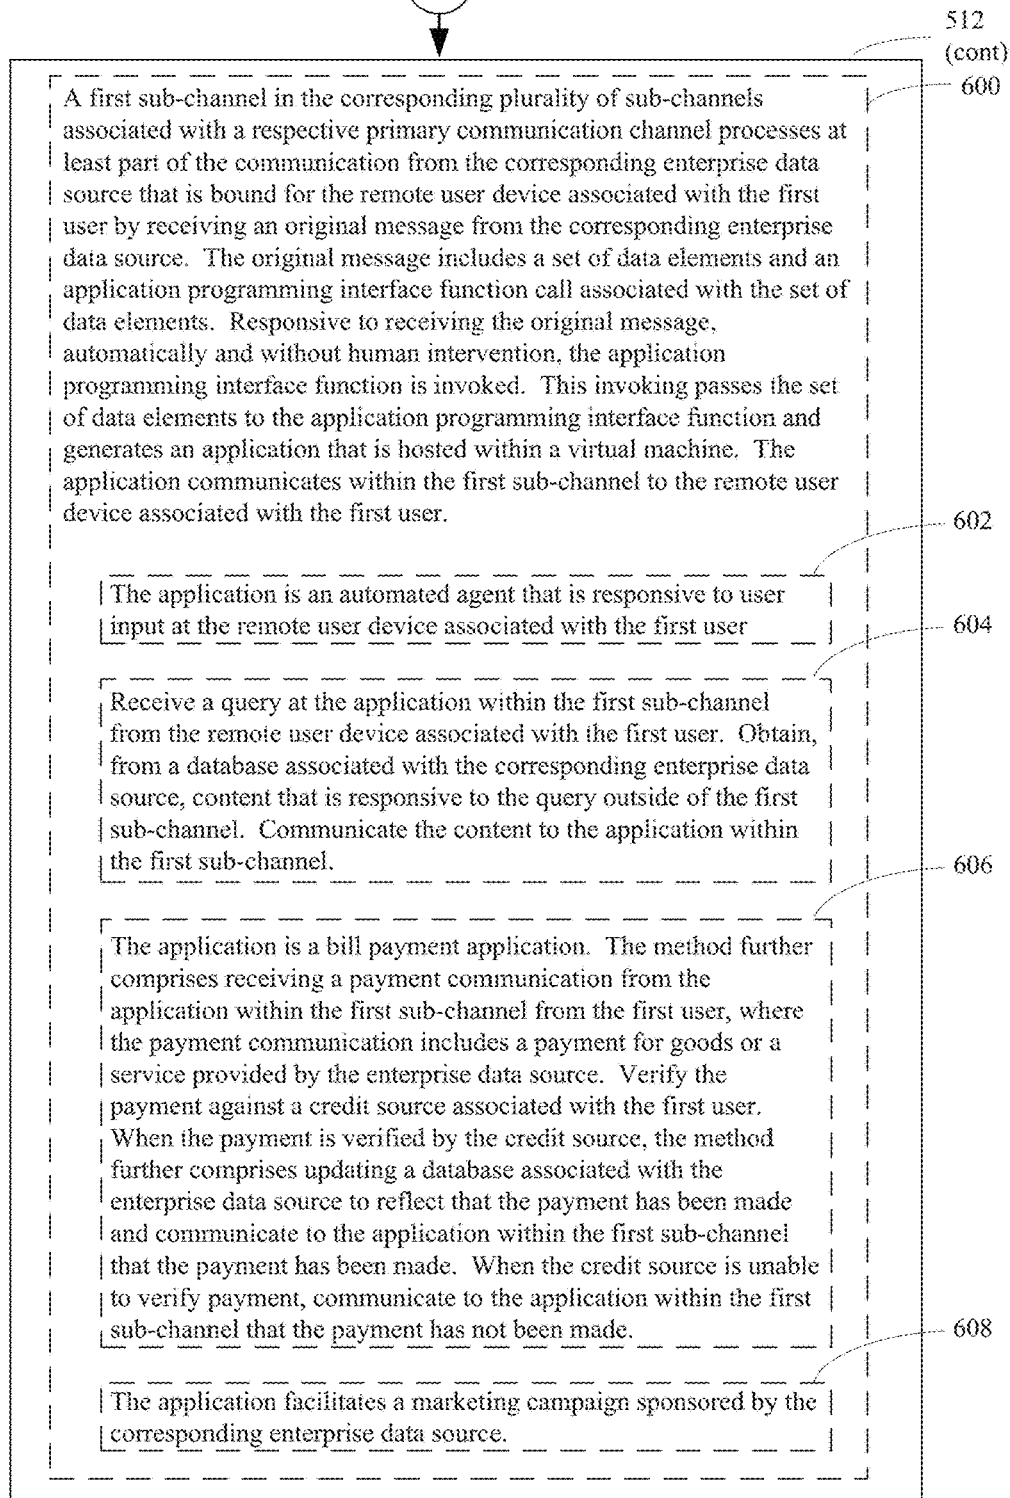 512
(cont)
600
A first sub-channel in the corresponding plurality of sub-channels
associated with a respective primary communication channel processes at
least part of the communication from the corresponding enterprise data
source that is bound for the remote user device associated with the first
user by receiving an original message from the corresponding enterprise
data source.  The original message includes a set of data elements and an
application programming interface function call associated with the set of
data elements.  Responsive to receiving the original message,
automatically and without human intervention, the application
programming interface function is invoked.  This invoking passes the set
of data elements to the application programming interface function and
generates an application that is hosted within a virtual machine.  The
application communicates within the first sub-channel to the remote user
device associated with the first user.
602
The application is an automated agent that is responsive to user
input at the remote user device associated with the first user
604
Receive a query at the application within the first sub-channel
from the remote user device associated with the first user.  Obtain,
from a database associated with the corresponding enterprise data
source, content that is responsive to the query outside of the first
sub-channel.  Communicate the content to the application within
the first sub-channel.
606
The application is a bill payment application.  The method further
comprises receiving a payment communication from the
application within the first sub-channel from the first user, where
the payment communication includes a payment for goods or a
service provided by the enterprise data source.  Verify the
payment against a credit source associated with the first user.
When the payment is verified by the credit source, the method
further comprises updating a database associated with the
enterprise data source to reflect that the payment has been made
and communicate to the application within the first sub-channel
that the payment has been made.  When the credit source is unable
to verify payment, communicate to the application within the first
sub-channel that the payment has not been made.
608
The application facilitates a marketing campaign sponsored by the
corresponding enterprise data source.